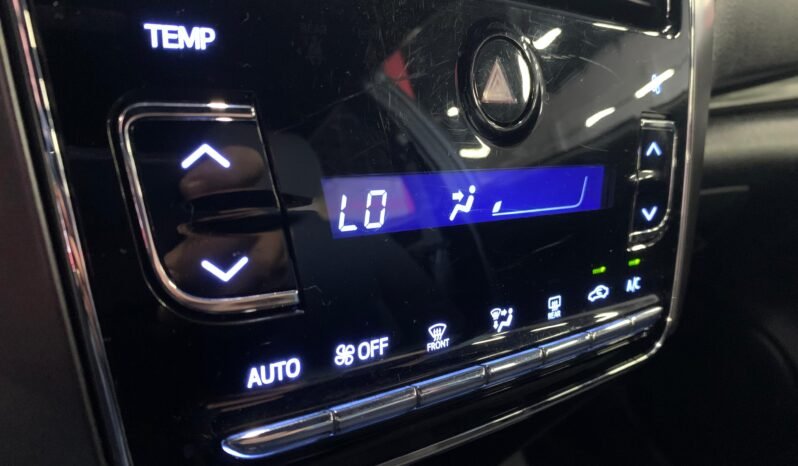 TEMP
LO
AUTO
OFF
FRONT
REAR
A/C